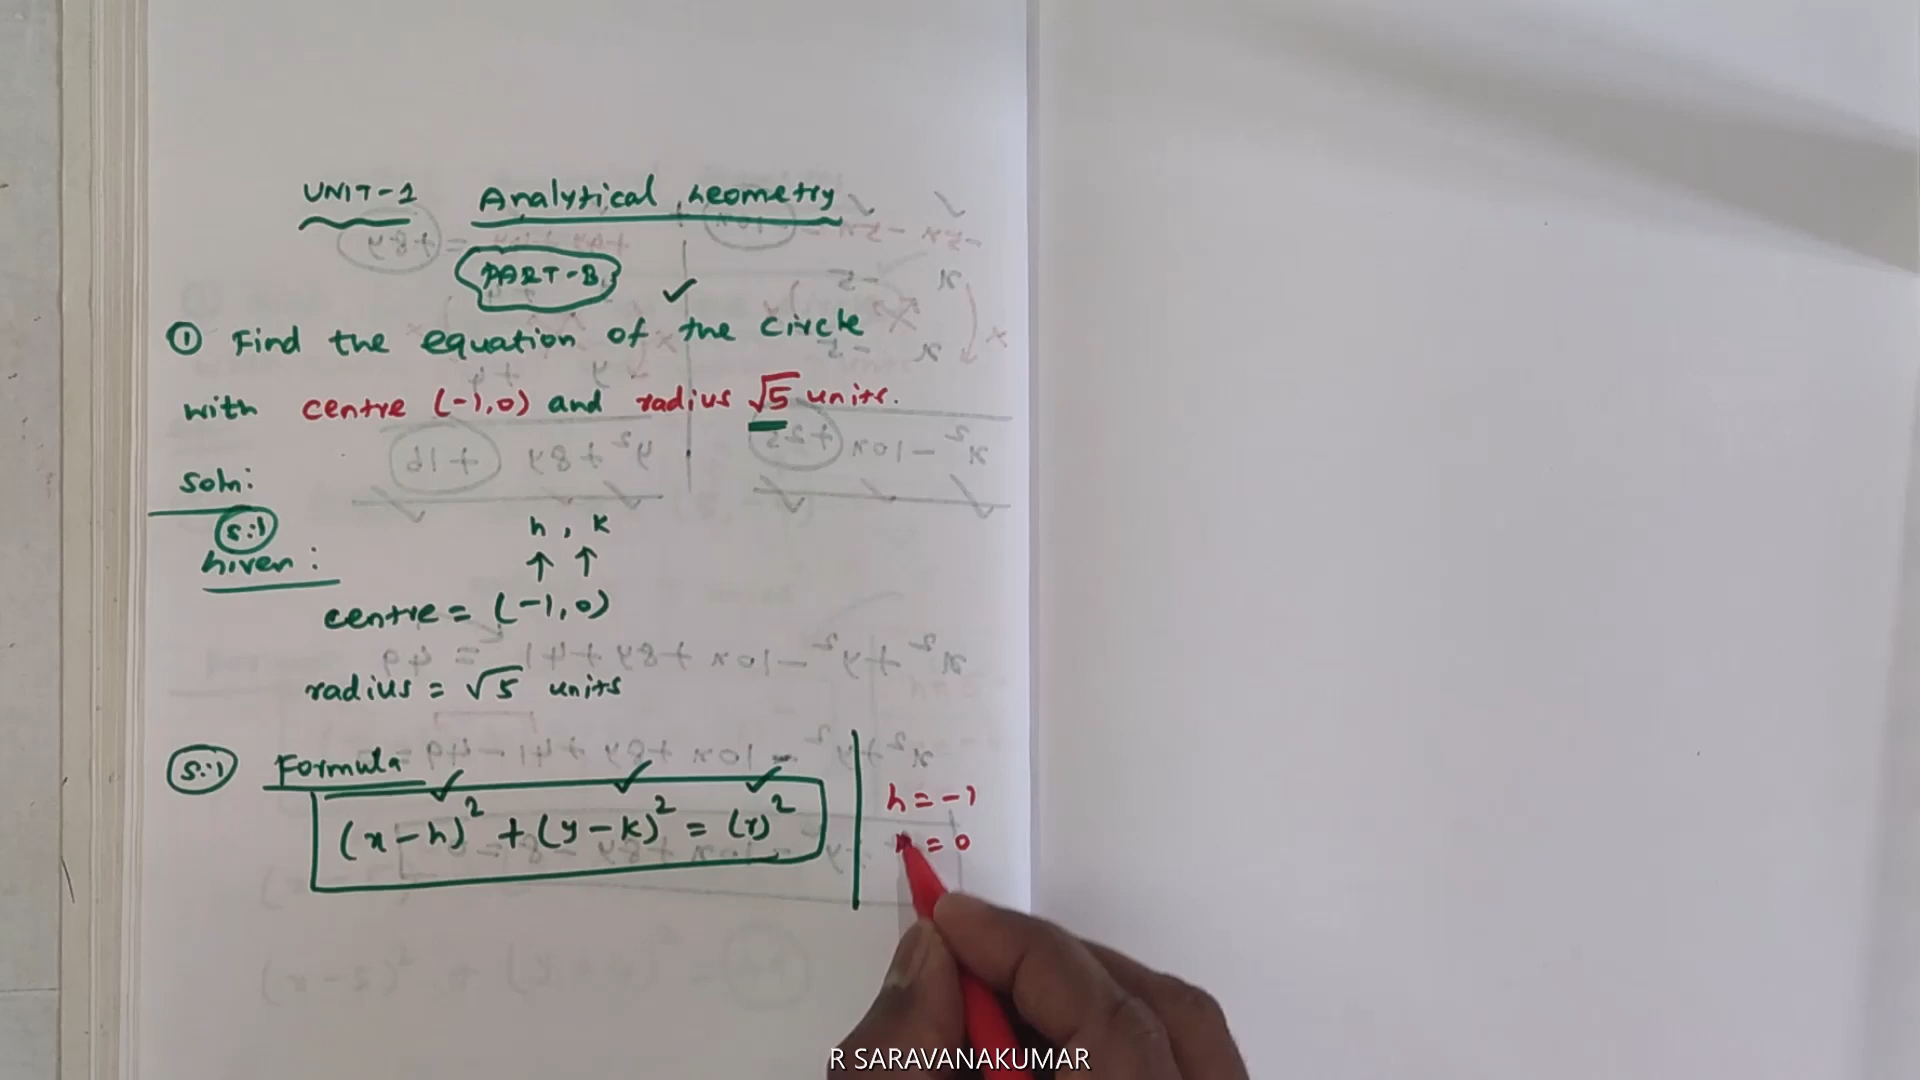 UNIT-1 Analytical Geometry
PART-B
① Find the equation of the circle
with centre (-1,0) and radius √5 units.
Soln:
S:1
Given:
h, k
↑ ↑
centre = (-1,0)
radius = √5 units
S:1 Formula
(x-h)² + (y-k)² = (r)²
h = -1
= 0
R SARAVANAKUMAR